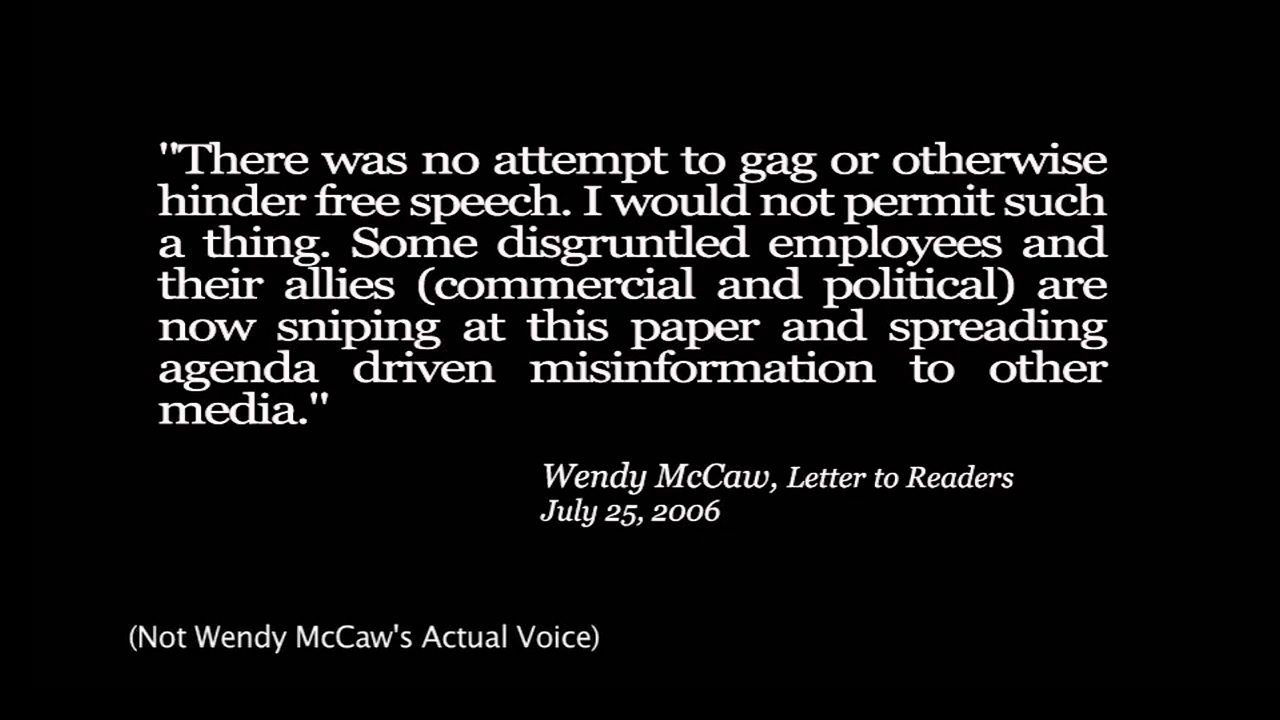 "There was no attempt to gag or otherwise
hinder free speech. I would not permit such
a thing. Some disgruntled employees and
their allies (commercial and political) are
now sniping at this paper and spreading
agenda driven misinformation to other
media."
Wendy McCaw, Letter to Readers
July 25, 2006
(Not Wendy McCaw's Actual Voice)